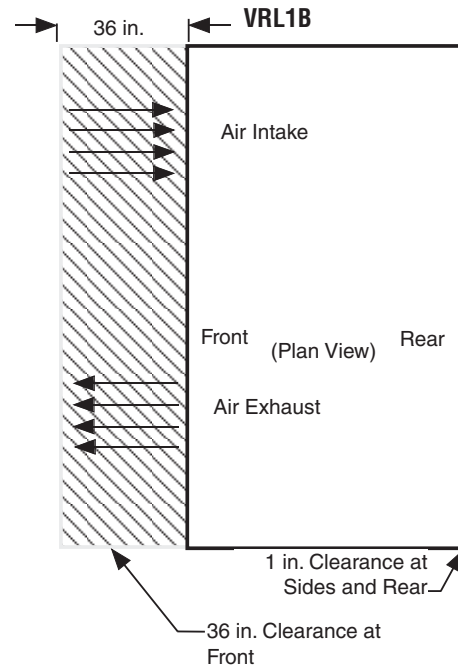 36 in.
VRL1B
Air Intake
Front
(Plan View)
Rear
Air Exhaust
1 in. Clearance at
Sides and Rear
36 in. Clearance at
Front